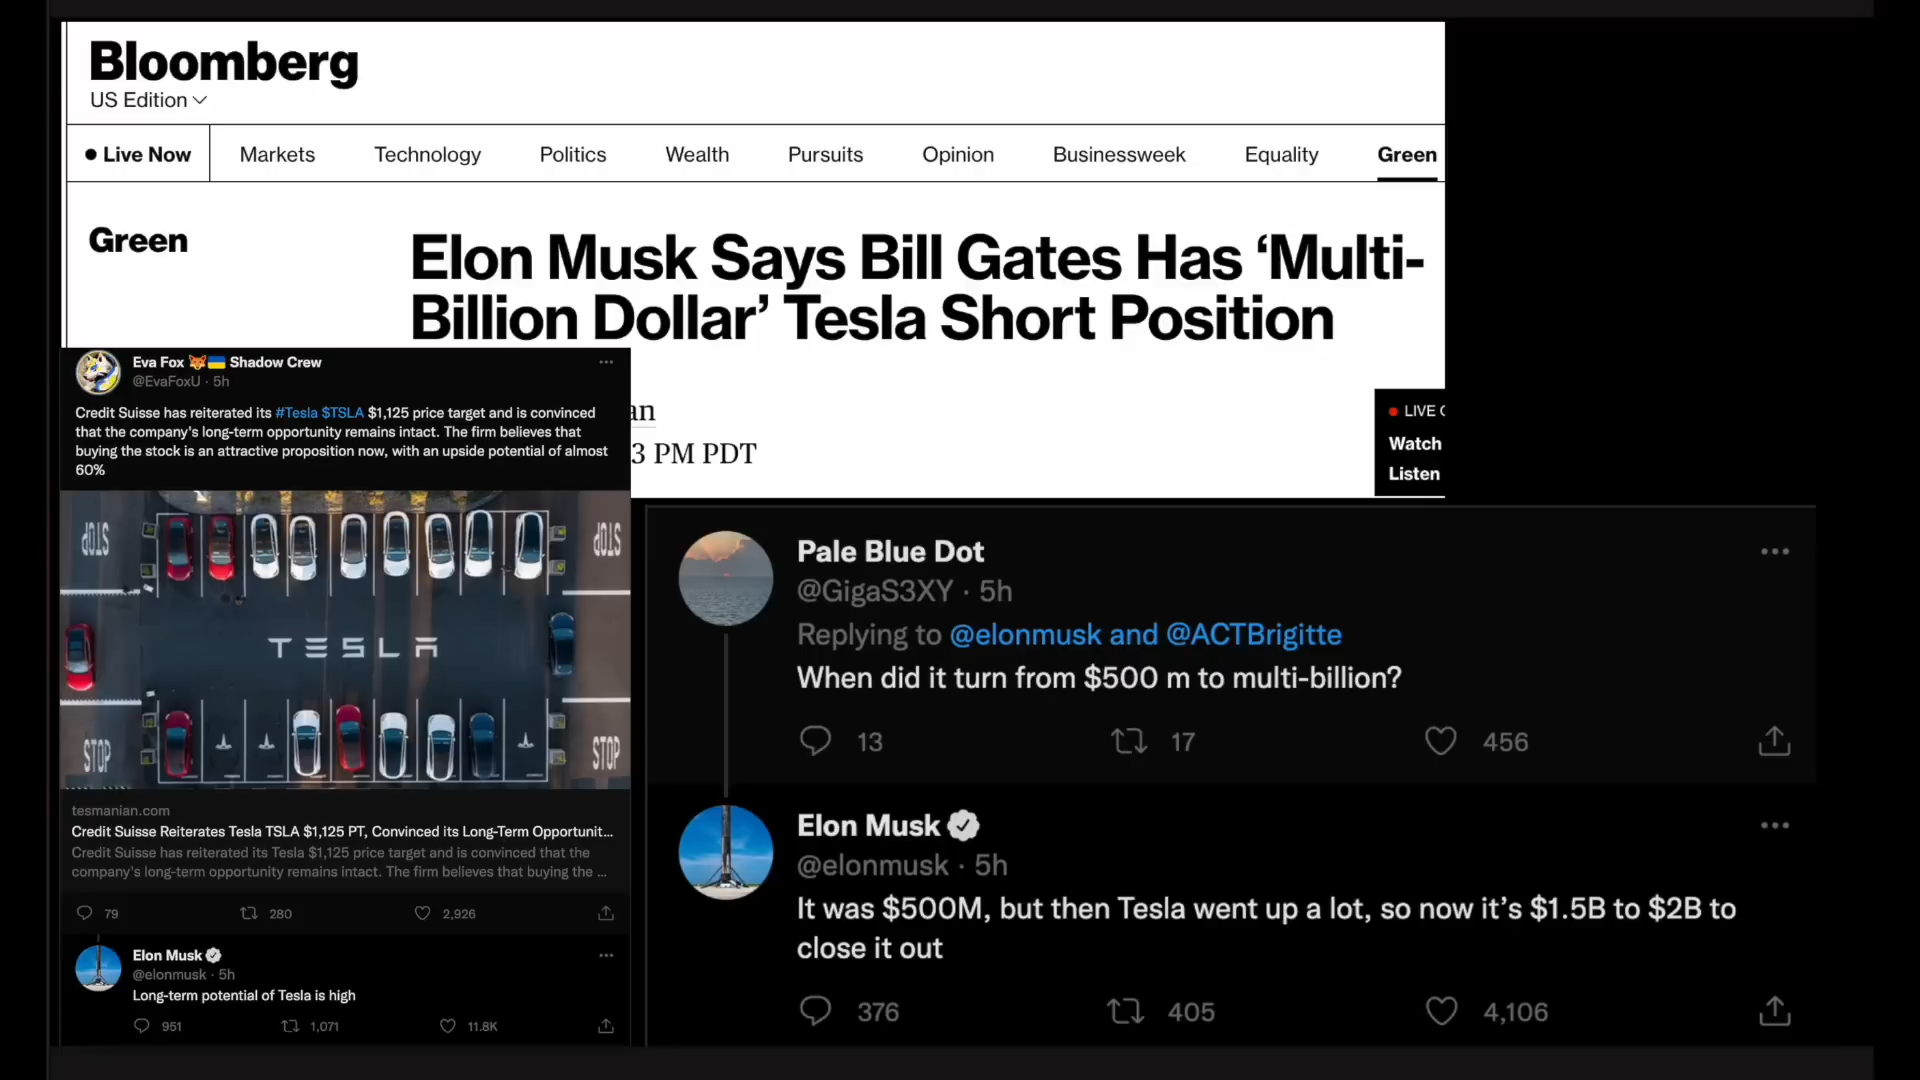 Bloomberg
US Edition
Live Now
Markets
Technology
Politics
Wealth
Pursuits
Opinion
Businessweek
Equality
Green
Green
Elon Musk Says Bill Gates Has ‘Multi-
Billion Dollar’ Tesla Short Position
an
3 PM PDT
LIVE
Watch
Listen
Eva Fox 🦊🇺🇦 Shadow Crew
@EvaFoxU · 5h
Credit Suisse has reiterated its #Tesla $TSLA $1,125 price target and is convinced
that the company's long-term opportunity remains intact. The firm believes that
buying the stock is an attractive proposition now, with an upside potential of almost
60%
STOP
STOP
TESLA
STOP
STOP
tesmanian.com
Credit Suisse Reiterates Tesla TSLA $1,125 PT, Convinced its Long-Term Opportunit...
Credit Suisse has reiterated its Tesla $1,125 price target and is convinced that the
company's long-term opportunity remains intact. The firm believes that buying the ...
79
280
2,926
Elon Musk
@elonmusk · 5h
Long-term potential of Tesla is high
951
1,071
11.8K
Pale Blue Dot
@GigaS3XY · 5h
Replying to @elonmusk and @ACTBrigitte
When did it turn from $500 m to multi-billion?
13
17
456
Elon Musk
@elonmusk · 5h
It was $500M, but then Tesla went up a lot, so now it’s $1.5B to $2B to
close it out
376
405
4,106